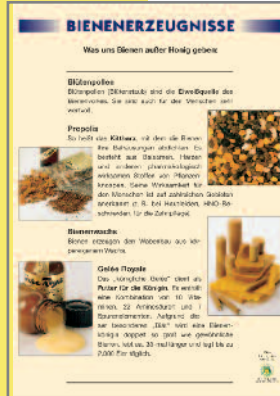 BIENENERZEUGNISSE
Was uns Bienen außer Honig geben:
Blütenpollen
Blütenpollen (Blütenstaub) sind die Eiweißquelle des
Bienenvolkes. Sie sind auch für den Menschen sehr
wertvoll.
Propolis
So heißt das Kittharz, mit dem die Bienen
ihre Behausungen abdichten. Es
besteht aus Balsamen, Harzen
und anderen pharmakologisch
wirksamen Stoffen von Pflanzen-
knospen. Seine Wirksamkeit für
den Menschen ist auf zahlreichen Gebieten
anerkannt (z. B. bei Hautleiden, HNO-Be-
schwerden, für die Zahnpflege).
Bienenwachs
Bienen erzeugen den Wabenbau aus kör-
pereigenem Wachs.
Gelée Royale
Das „königliche Gelee" dient als
Futter für die Königin. Es enthält
eine Kombination von 10 Vita-
minen, 22 Aminosäuren und
Spurenelementen. Aufgrund die-
ser besonderen „Diät" wird eine Bienen-
königin doppelt so groß wie gewöhnliche
Bienen, lebt ca. 30 mal länger und legt bis zu
2.000 Eier täglich.